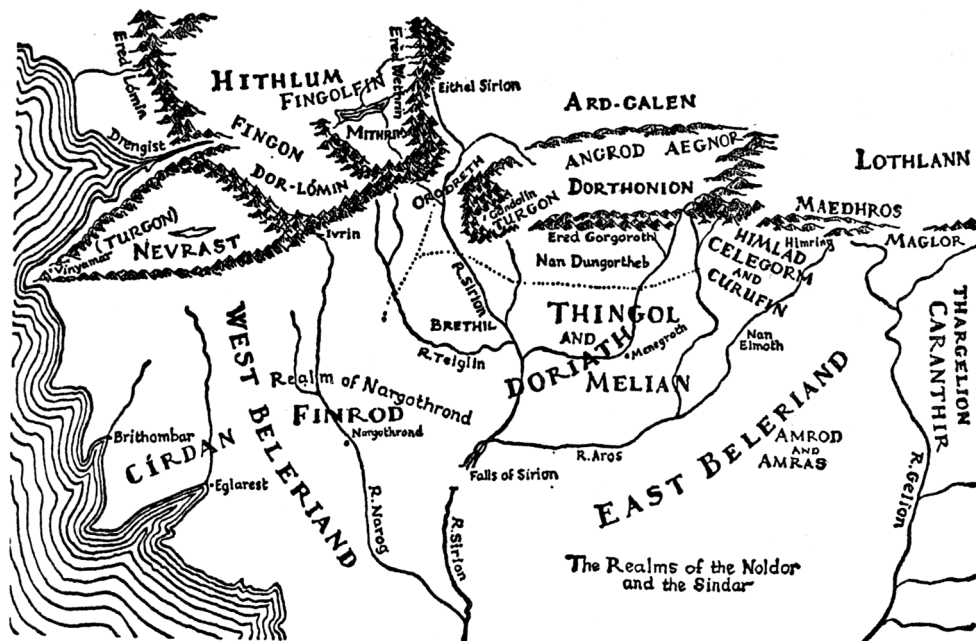 HITHLUM
FINGOLFIN
Ered Lómin
Ered Wethrin
Eithel Sirion
MITHRIM
Drengist
FINGON
DOR-LÓMIN
ARD-GALEN
ANGROD AEGNOR
DORTHONION
LOTHLANN
ORODRETH
Gondolin
TURGON
MAEDHROS
Himring
MAGLOR
(TURGON)
NEVRAST
Vinyamar
Ivrin
Ered Gorgoroth
Nan Dungortheb
HIMLAD
CELEGORM
AND
CURUFIN
R. Sirion
BRETHIL
R. Teiglin
THINGOL
AND
MELIAN
DORIATH
Menegroth
Nan
Elmoth
THARGELION
CARANTHIR
WEST BELERIAND
Realm of Nargothrond
FINROD
Nargothrond
Brithombar
CÍRDAN
Eglarest
Falls of Sirion
R. Aros
EAST BELERIAND
AMROD
AND
AMRAS
R. Gelion
R. Narog
R. Sirion
The Realms of the Noldor
and the Sindar